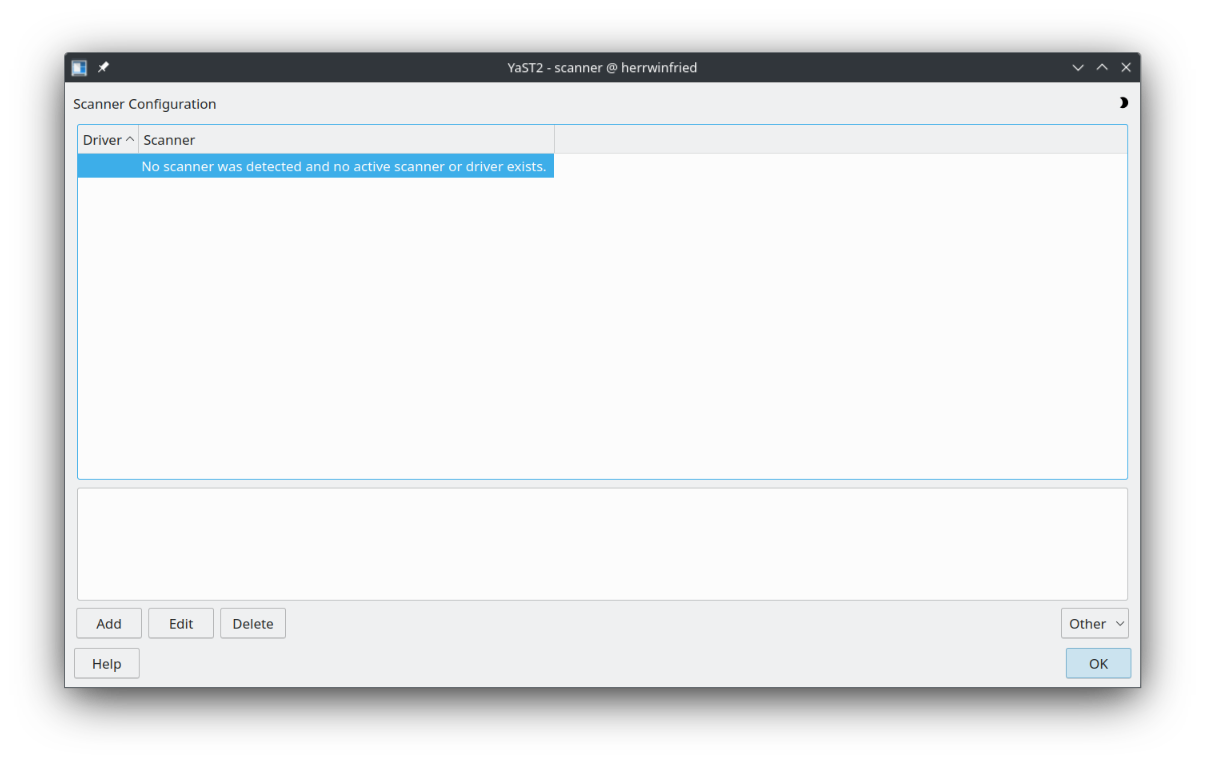 YaST2 - scanner @ herrwinfried
Scanner Configuration
Driver Scanner
No scanner was detected and no active scanner or driver exists.
Add Edit Delete Other
Help OK